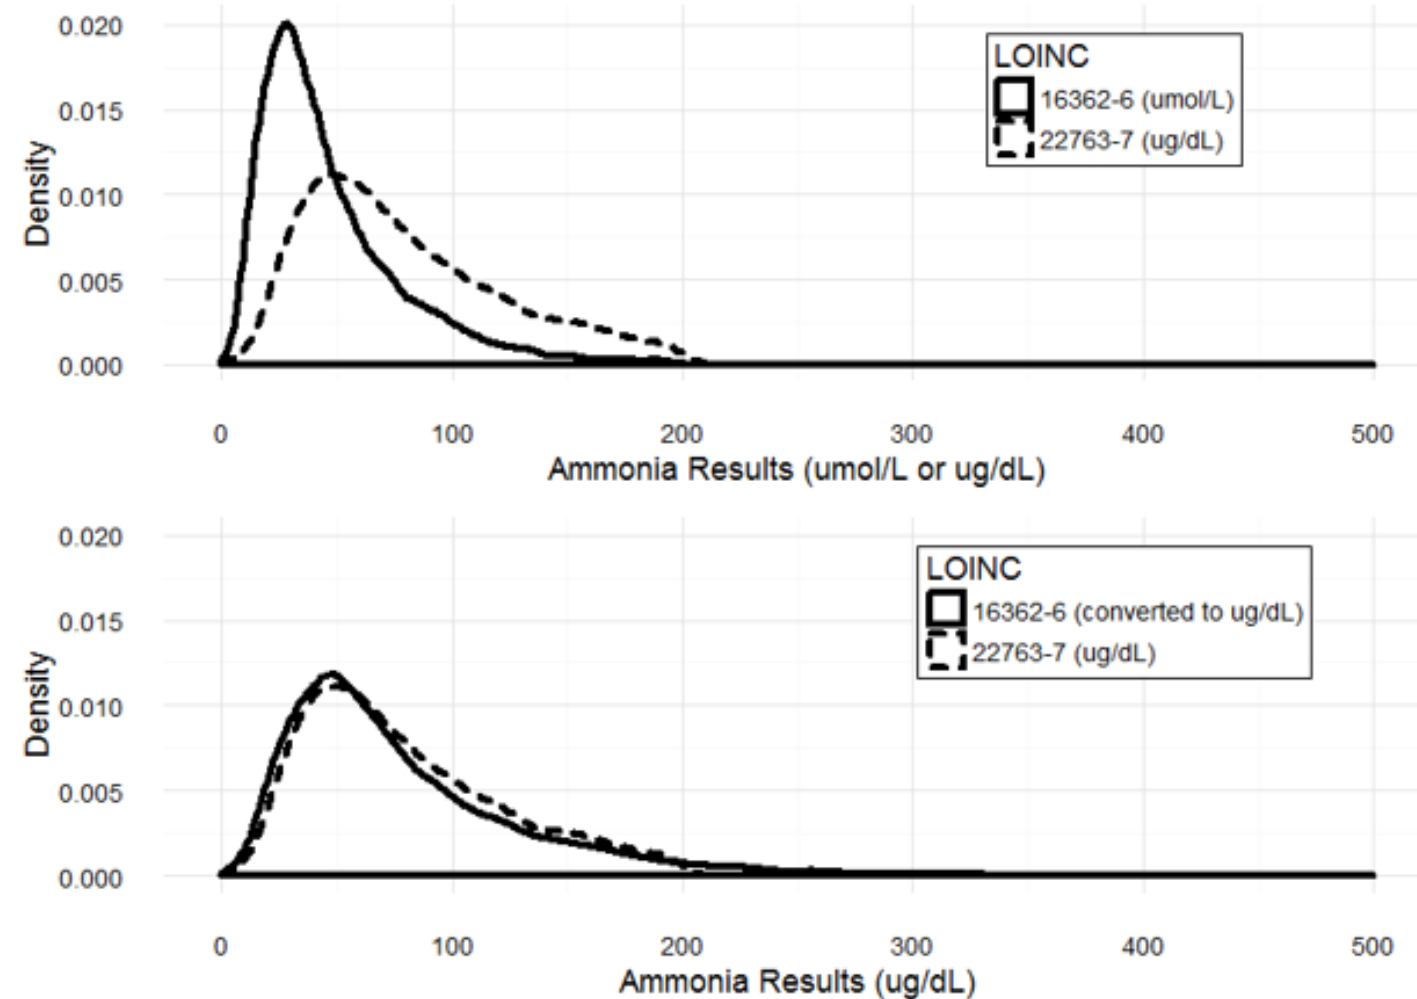 0.020
0.015
0.010
0.005
0.000
Density
LOINC
16362-6 (umol/L)
22763-7 (ug/dL)
0 100 200 300 400 500
Ammonia Results (umol/L or ug/dL)
0.020
0.015
0.010
0.005
0.000
Density
LOINC
16362-6 (converted to ug/dL)
22763-7 (ug/dL)
0 100 200 300 400 500
Ammonia Results (ug/dL)